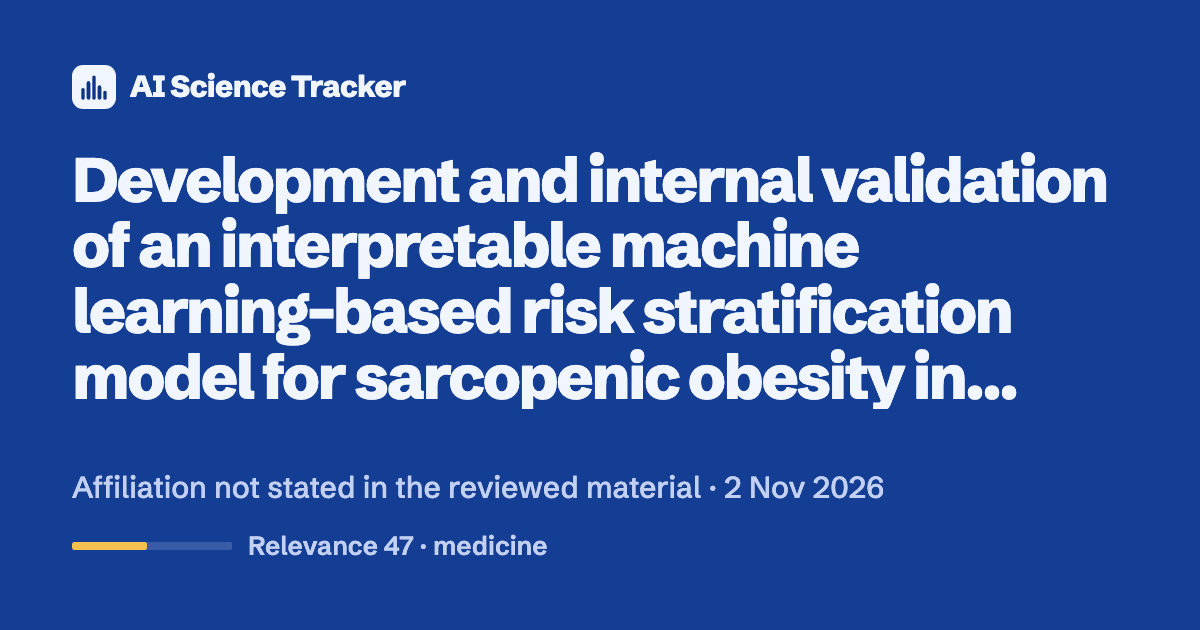 AI Science Tracker
Development and internal validation
of an interpretable machine
learning-based risk stratification
model for sarcopenic obesity in...
Affiliation not stated in the reviewed material · 2 Nov 2026
Relevance 47 · medicine